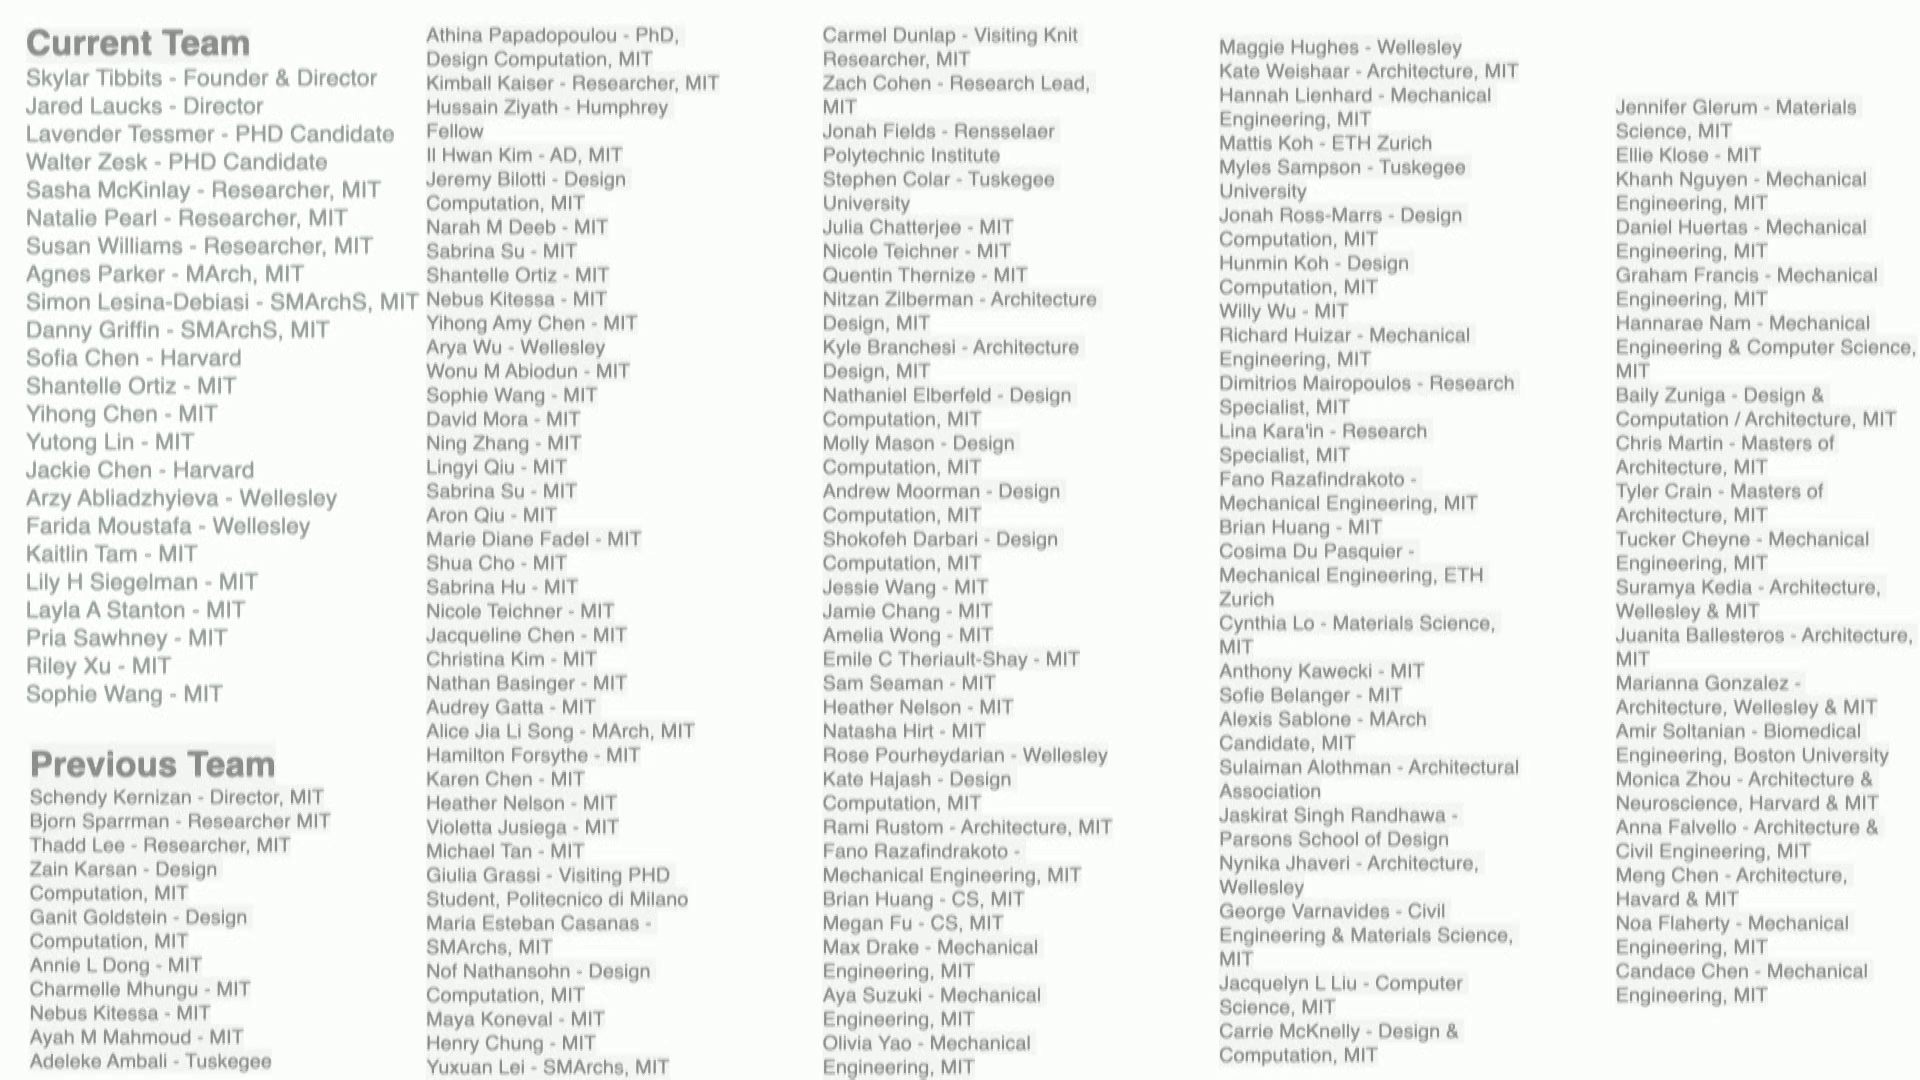 Current Team
Skylar Tibbits - Founder & Director
Jared Laucks - Director
Lavender Tessmer - PHD Candidate
Walter Zesk - PHD Candidate
Sasha McKinlay - Researcher, MIT
Natalie Pearl - Researcher, MIT
Susan Williams - Researcher, MIT
Agnes Parker - MArch, MIT
Simon Lesina-Debiasi - SMArchS, MIT
Danny Griffin - SMArchS, MIT
Sofia Chen - Harvard
Shantelle Ortiz - MIT
Yihong Chen - MIT
Yutong Lin - MIT
Jackie Chen - Harvard
Arzy Abliadzhyieva - Wellesley
Farida Moustafa - Wellesley
Kaitlin Tam - MIT
Lily H Siegelman - MIT
Layla A Stanton - MIT
Pria Sawhney - MIT
Riley Xu - MIT
Sophie Wang - MIT
Previous Team
Schendy Kernizan - Director, MIT
Bjorn Sparrman - Researcher MIT
Thadd Lee - Researcher, MIT
Zain Karsan - Design
Computation, MIT
Ganit Goldstein - Design
Computation, MIT
Annie L Dong - MIT
Charmelle Mhungu - MIT
Nebus Kitessa - MIT
Ayah M Mahmoud - MIT
Adeleke Ambali - Tuskegee
Athina Papadopoulou - PhD,
Design Computation, MIT
Kimball Kaiser - Researcher, MIT
Hussain Ziyath - Humphrey
Fellow
Il Hwan Kim - AD, MIT
Jeremy Bilotti - Design
Computation, MIT
Narah M Deeb - MIT
Sabrina Su - MIT
Shantelle Ortiz - MIT
Nebus Kitessa - MIT
Yihong Amy Chen - MIT
Arya Wu - Wellesley
Wonu M Abiodun - MIT
Sophie Wang - MIT
David Mora - MIT
Ning Zhang - MIT
Lingyi Qiu - MIT
Sabrina Su - MIT
Aron Qiu - MIT
Marie Diane Fadel - MIT
Shua Cho - MIT
Sabrina Hu - MIT
Nicole Teichner - MIT
Jacqueline Chen - MIT
Christina Kim - MIT
Nathan Basinger - MIT
Audrey Gatta - MIT
Alice Jia Li Song - MArch, MIT
Hamilton Forsythe - MIT
Karen Chen - MIT
Heather Nelson - MIT
Violetta Jusiega - MIT
Michael Tan - MIT
Giulia Grassi - Visiting PHD
Student, Politecnico di Milano
Maria Esteban Casanas -
SMArchs, MIT
Nof Nathansohn - Design
Computation, MIT
Maya Koneval - MIT
Henry Chung - MIT
Yuxuan Lei - SMArchs, MIT
Carmel Dunlap - Visiting Knit
Researcher, MIT
Zach Cohen - Research Lead,
MIT
Jonah Fields - Rensselaer
Polytechnic Institute
Stephen Colar - Tuskegee
University
Julia Chatterjee - MIT
Nicole Teichner - MIT
Quentin Thernize - MIT
Nitzan Zilberman - Architecture
Design, MIT
Kyle Branchesi - Architecture
Design, MIT
Nathaniel Elberfeld - Design
Computation, MIT
Molly Mason - Design
Computation, MIT
Andrew Moorman - Design
Computation, MIT
Shokofeh Darbari - Design
Computation, MIT
Jessie Wang - MIT
Jamie Chang - MIT
Amelia Wong - MIT
Emile C Theriault-Shay - MIT
Sam Seaman - MIT
Heather Nelson - MIT
Natasha Hirt - MIT
Rose Pourheydarian - Wellesley
Kate Hajash - Design
Computation, MIT
Rami Rustom - Architecture, MIT
Fano Razafindrakoto -
Mechanical Engineering, MIT
Brian Huang - CS, MIT
Megan Fu - CS, MIT
Max Drake - Mechanical
Engineering, MIT
Aya Suzuki - Mechanical
Engineering, MIT
Olivia Yao - Mechanical
Engineering, MIT
Maggie Hughes - Wellesley
Kate Weishaar - Architecture, MIT
Hannah Lienhard - Mechanical
Engineering, MIT
Mattis Koh - ETH Zurich
Myles Sampson - Tuskegee
University
Jonah Ross-Marrs - Design
Computation, MIT
Hunmin Koh - Design
Computation, MIT
Willy Wu - MIT
Richard Huizar - Mechanical
Engineering, MIT
Dimitrios Mairopoulos - Research
Specialist, MIT
Lina Kara'in - Research
Specialist, MIT
Fano Razafindrakoto -
Mechanical Engineering, MIT
Brian Huang - MIT
Cosima Du Pasquier -
Mechanical Engineering, ETH
Zurich
Cynthia Lo - Materials Science,
MIT
Anthony Kawecki - MIT
Sofie Belanger - MIT
Alexis Sablone - MArch
Candidate, MIT
Sulaiman Alothman - Architectural
Association
Jaskirat Singh Randhawa -
Parsons School of Design
Nynika Jhaveri - Architecture,
Wellesley
George Varnavides - Civil
Engineering & Materials Science,
MIT
Jacquelyn L Liu - Computer
Science, MIT
Carrie McKnelly - Design &
Computation, MIT
Jennifer Glerum - Materials
Science, MIT
Ellie Klose - MIT
Khanh Nguyen - Mechanical
Engineering, MIT
Daniel Huertas - Mechanical
Engineering, MIT
Graham Francis - Mechanical
Engineering, MIT
Hannarae Nam - Mechanical
Engineering & Computer Science,
MIT
Baily Zuniga - Design &
Computation / Architecture, MIT
Chris Martin - Masters of
Architecture, MIT
Tyler Crain - Masters of
Architecture, MIT
Tucker Cheyne - Mechanical
Engineering, MIT
Suramya Kedia - Architecture,
Wellesley & MIT
Juanita Ballesteros - Architecture,
MIT
Marianna Gonzalez -
Architecture, Wellesley & MIT
Amir Soltanian - Biomedical
Engineering, Boston University
Monica Zhou - Architecture &
Neuroscience, Harvard & MIT
Anna Falvello - Architecture &
Civil Engineering, MIT
Meng Chen - Architecture,
Havard & MIT
Noa Flaherty - Mechanical
Engineering, MIT
Candace Chen - Mechanical
Engineering, MIT